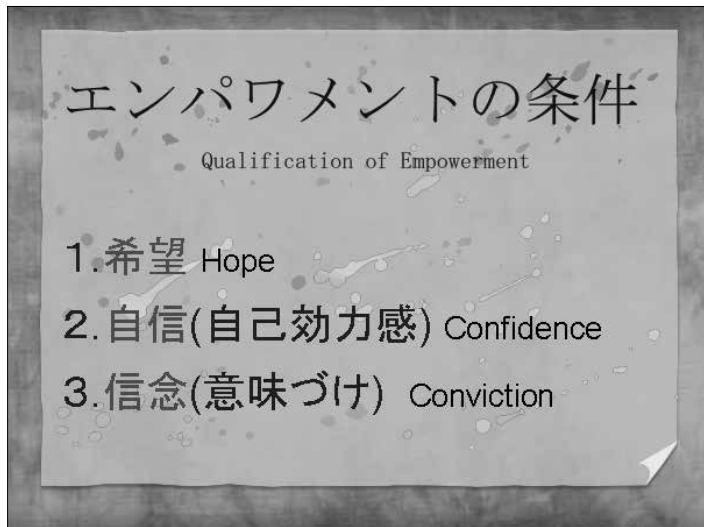 エンパワメントの条件
Qualification of Empowerment
1.希望 Hope
2.自信(自己効力感) Confidence
3.信念(意味づけ) Conviction